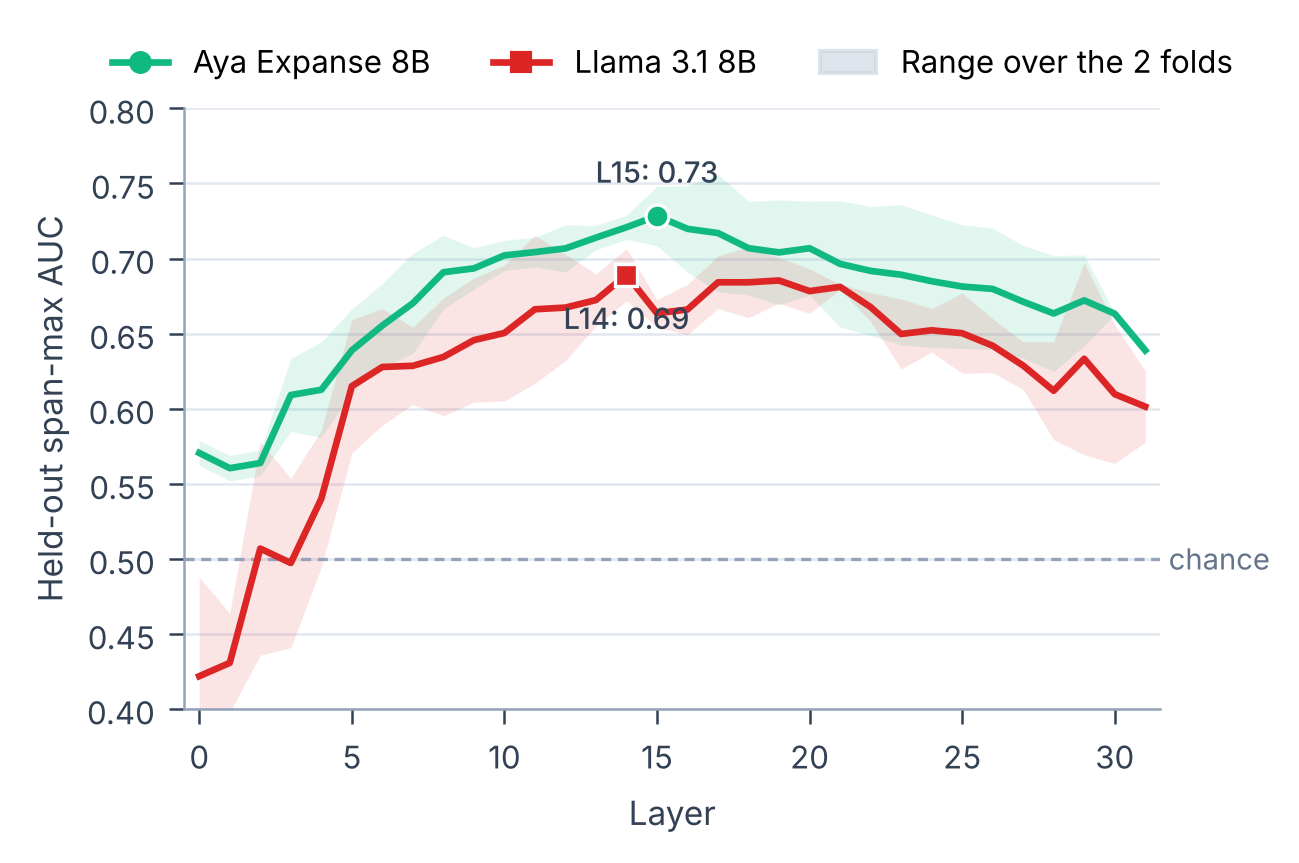 Aya Expanse 8B Llama 3.1 8B Range over the 2 folds
Held-out span-max AUC
0.80
0.75
0.70
0.65
0.60
0.55
0.50
0.45
0.40
L15: 0.73
L14: 0.69
chance
0 5 10 15 20 25 30
Layer